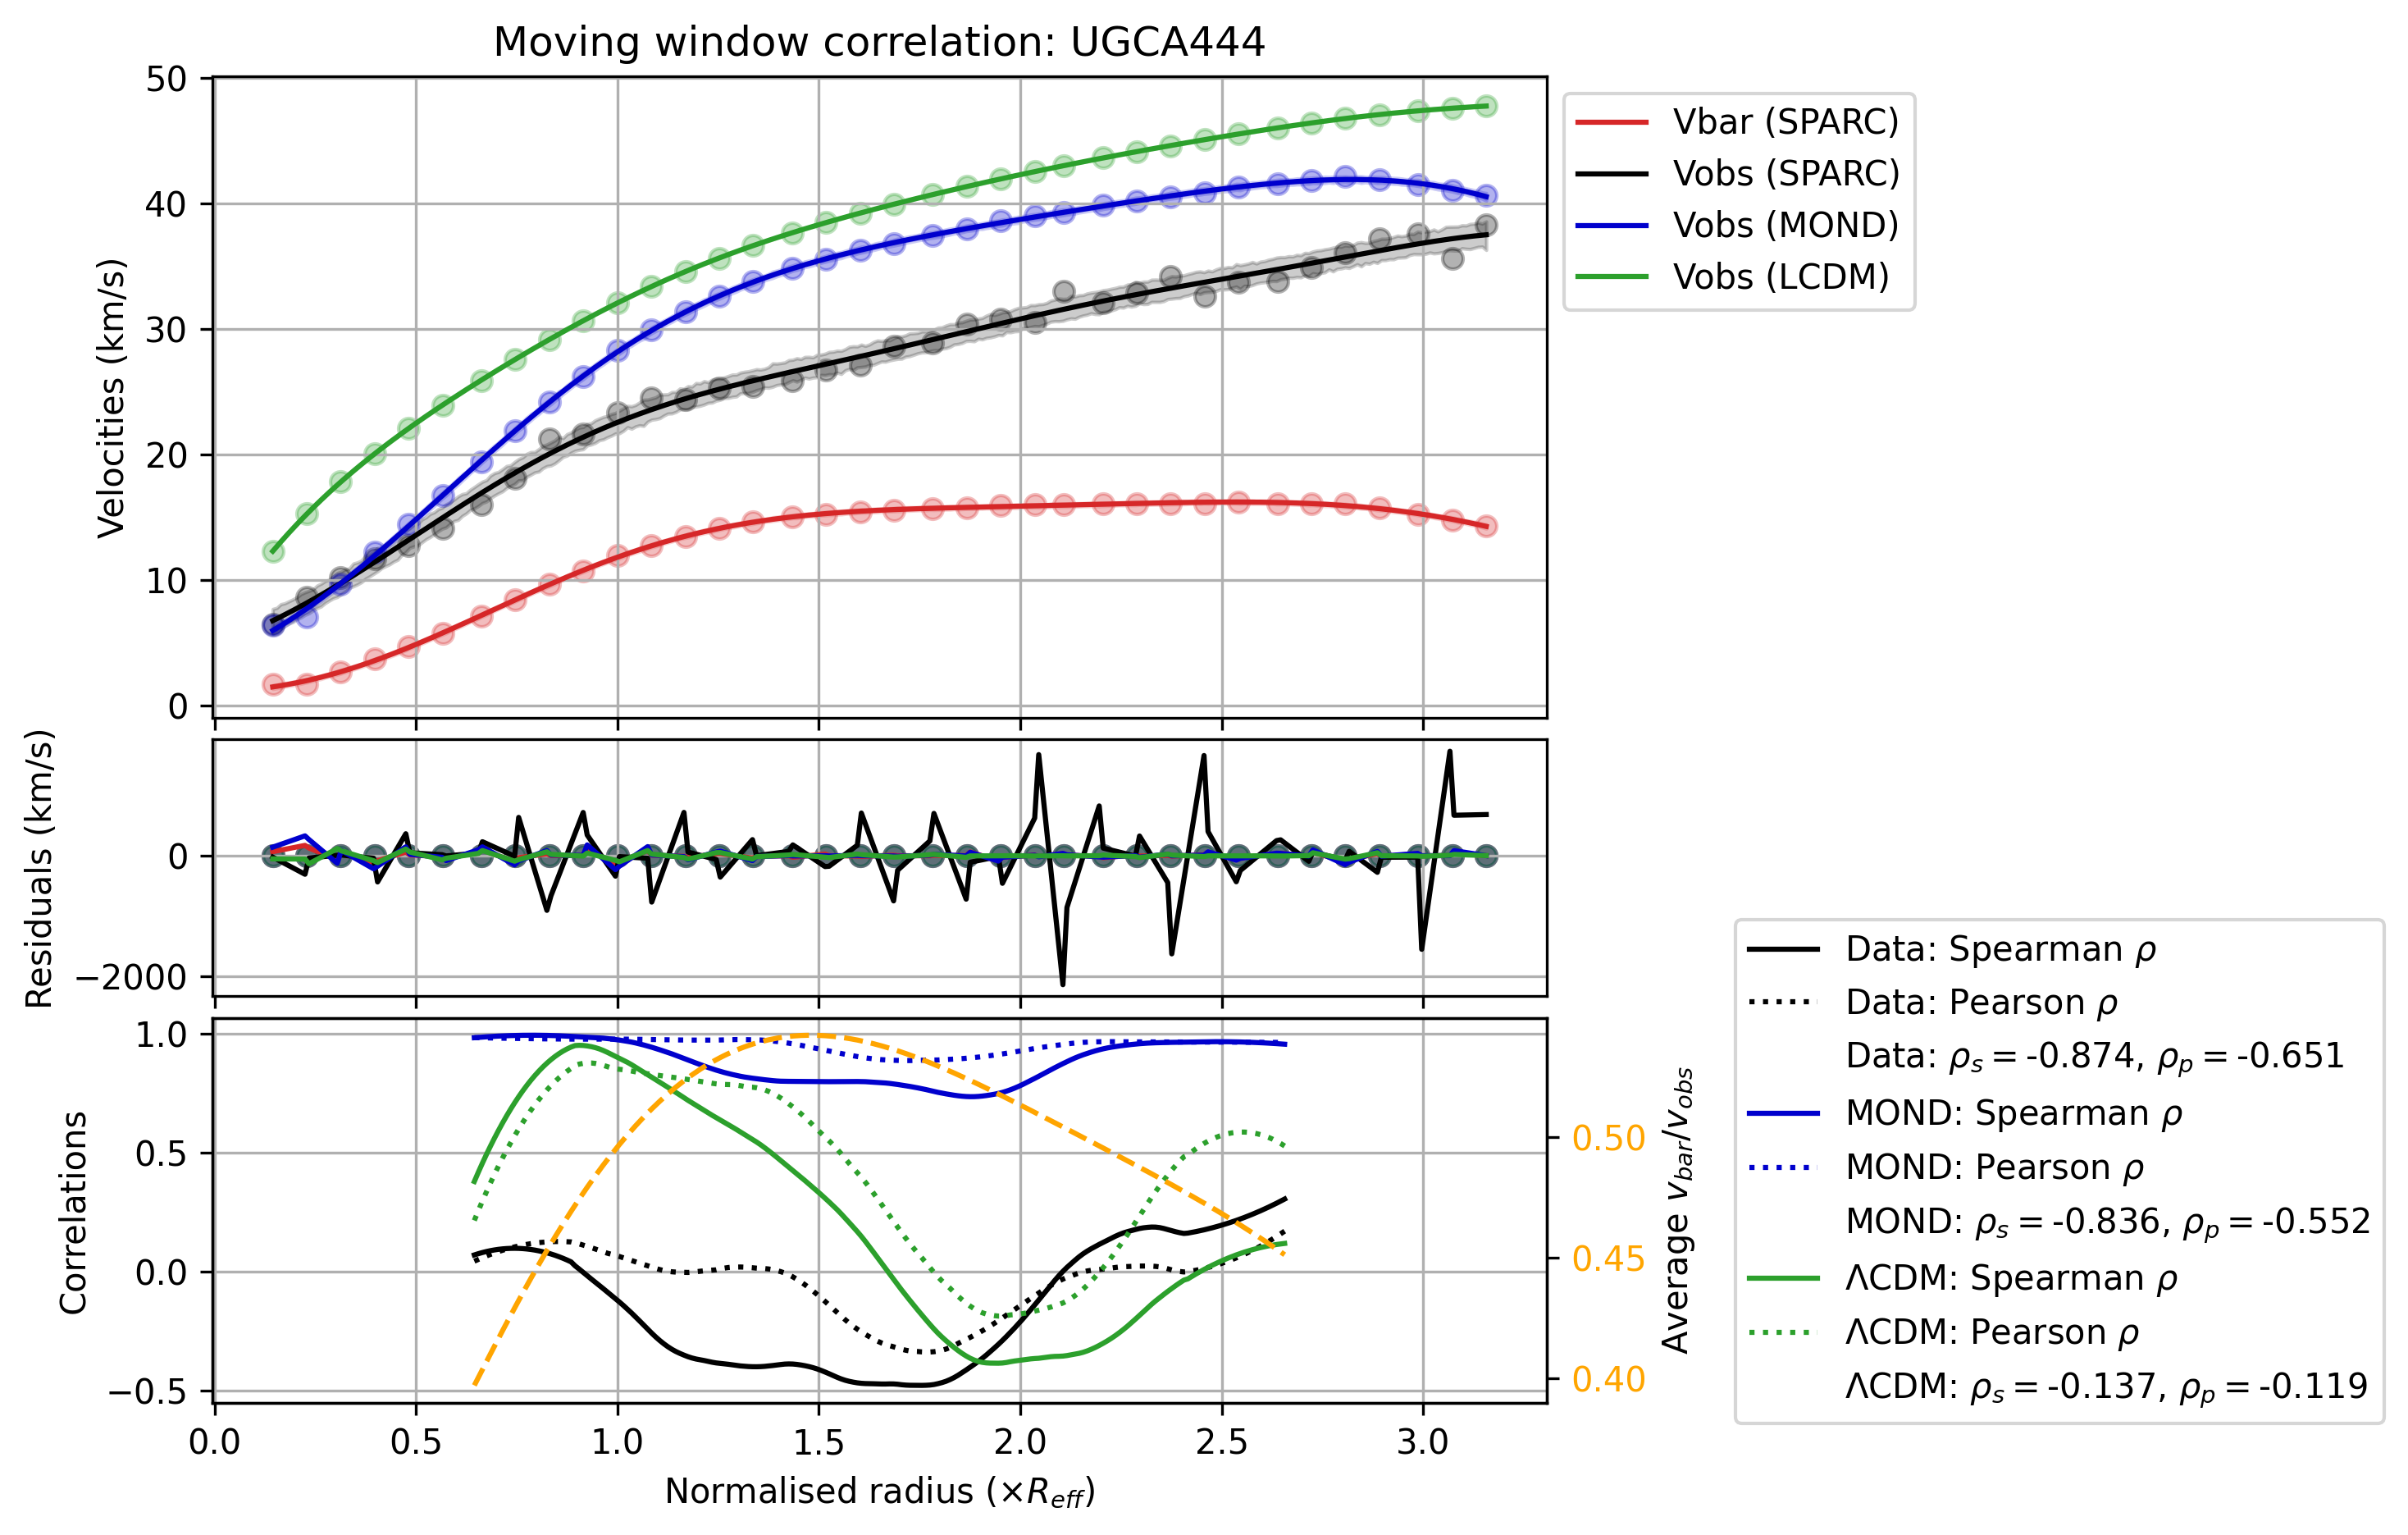 Moving window correlation: UGCA444
Velocities (km/s)
50
40
30
20
10
0
Vbar (SPARC)
Vobs (SPARC)
Vobs (MOND)
Vobs (LCDM)
Residuals (km/s)
0
−2000
Correlations
1.0
0.5
0.0
−0.5
0.50
0.45
0.40
Average v_bar/v_obs
0.0 0.5 1.0 1.5 2.0 2.5 3.0
Normalised radius (×R_eff)
Data: Spearman ρ
Data: Pearson ρ
Data: ρ_s = -0.874, ρ_p = -0.651
MOND: Spearman ρ
MOND: Pearson ρ
MOND: ρ_s = -0.836, ρ_p = -0.552
ΛCDM: Spearman ρ
ΛCDM: Pearson ρ
ΛCDM: ρ_s = -0.137, ρ_p = -0.119